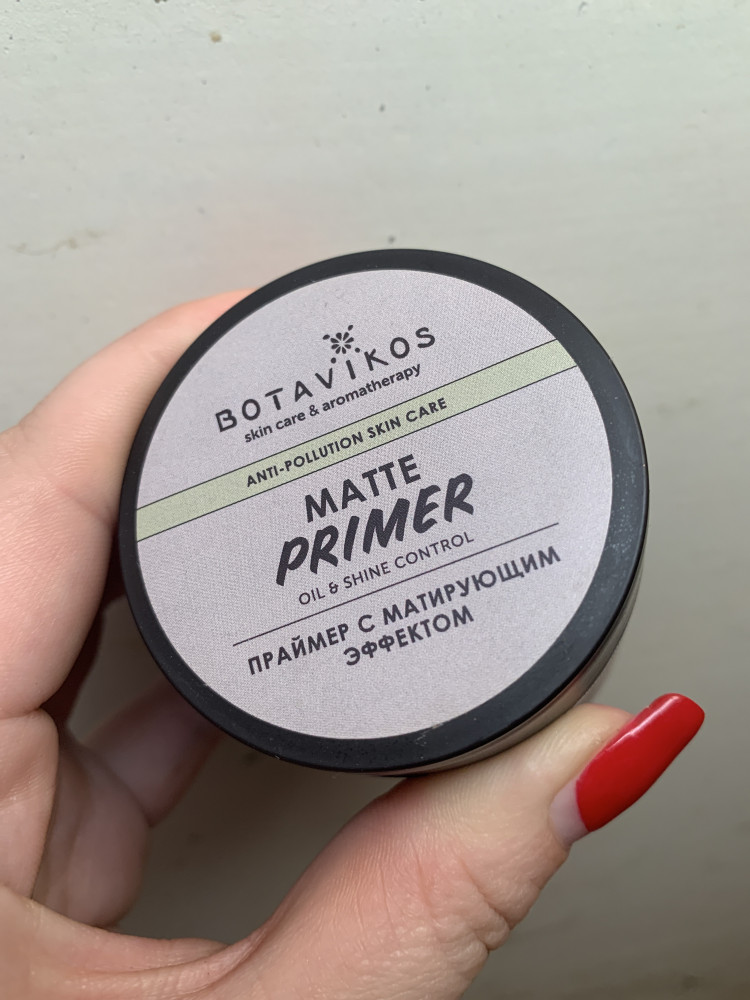 BOTAVIKOS
skin care & aromatherapy
ANTI-POLLUTION SKIN CARE
MATTE
PRIMER
OIL & SHINE CONTROL
ПРАЙМЕР С МАТИРУЮЩИМ
ЭФФЕКТОМ